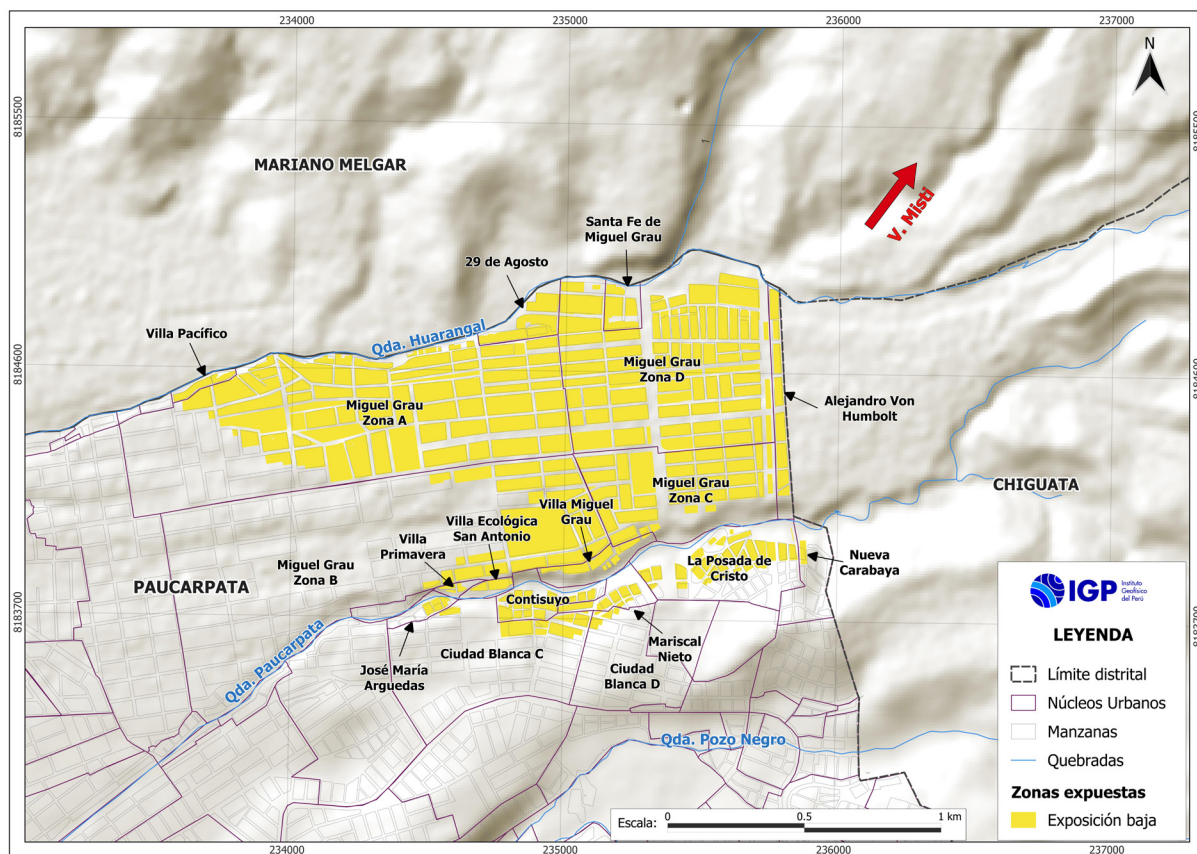 234000
235000
236000
237000
8185500
8185500
N
MARIANO MELGAR
1
V. Misti
Santa Fe de
Miguel Grau
29 de Agosto
Qda. Huarangal
Villa Pacífico
8184600
8184600
Miguel Grau
Zona D
Miguel Grau
Zona A
Alejandro Von
Humbolt
Miguel Grau
Zona C
CHIGUATA
Villa Miguel
Grau
Villa Ecológica
San Antonio
Villa
Primavera
Miguel Grau
Zona B
PAUCARPATA
La Posada de
Cristo
Nueva
Carabaya
Contisuyo
8183700
8183700
Qda. Paucarpata
Mariscal
Nieto
Ciudad Blanca C
José María
Arguedas
Ciudad
Blanca D
Qda. Pozo Negro
IGP
Instituto
Geofísico
del Perú
LEYENDA
Límite distrital
Núcleos Urbanos
Manzanas
Quebradas
Zonas expuestas
Exposición baja
Escala:
0
0.5
1 km
234000
235000
236000
237000